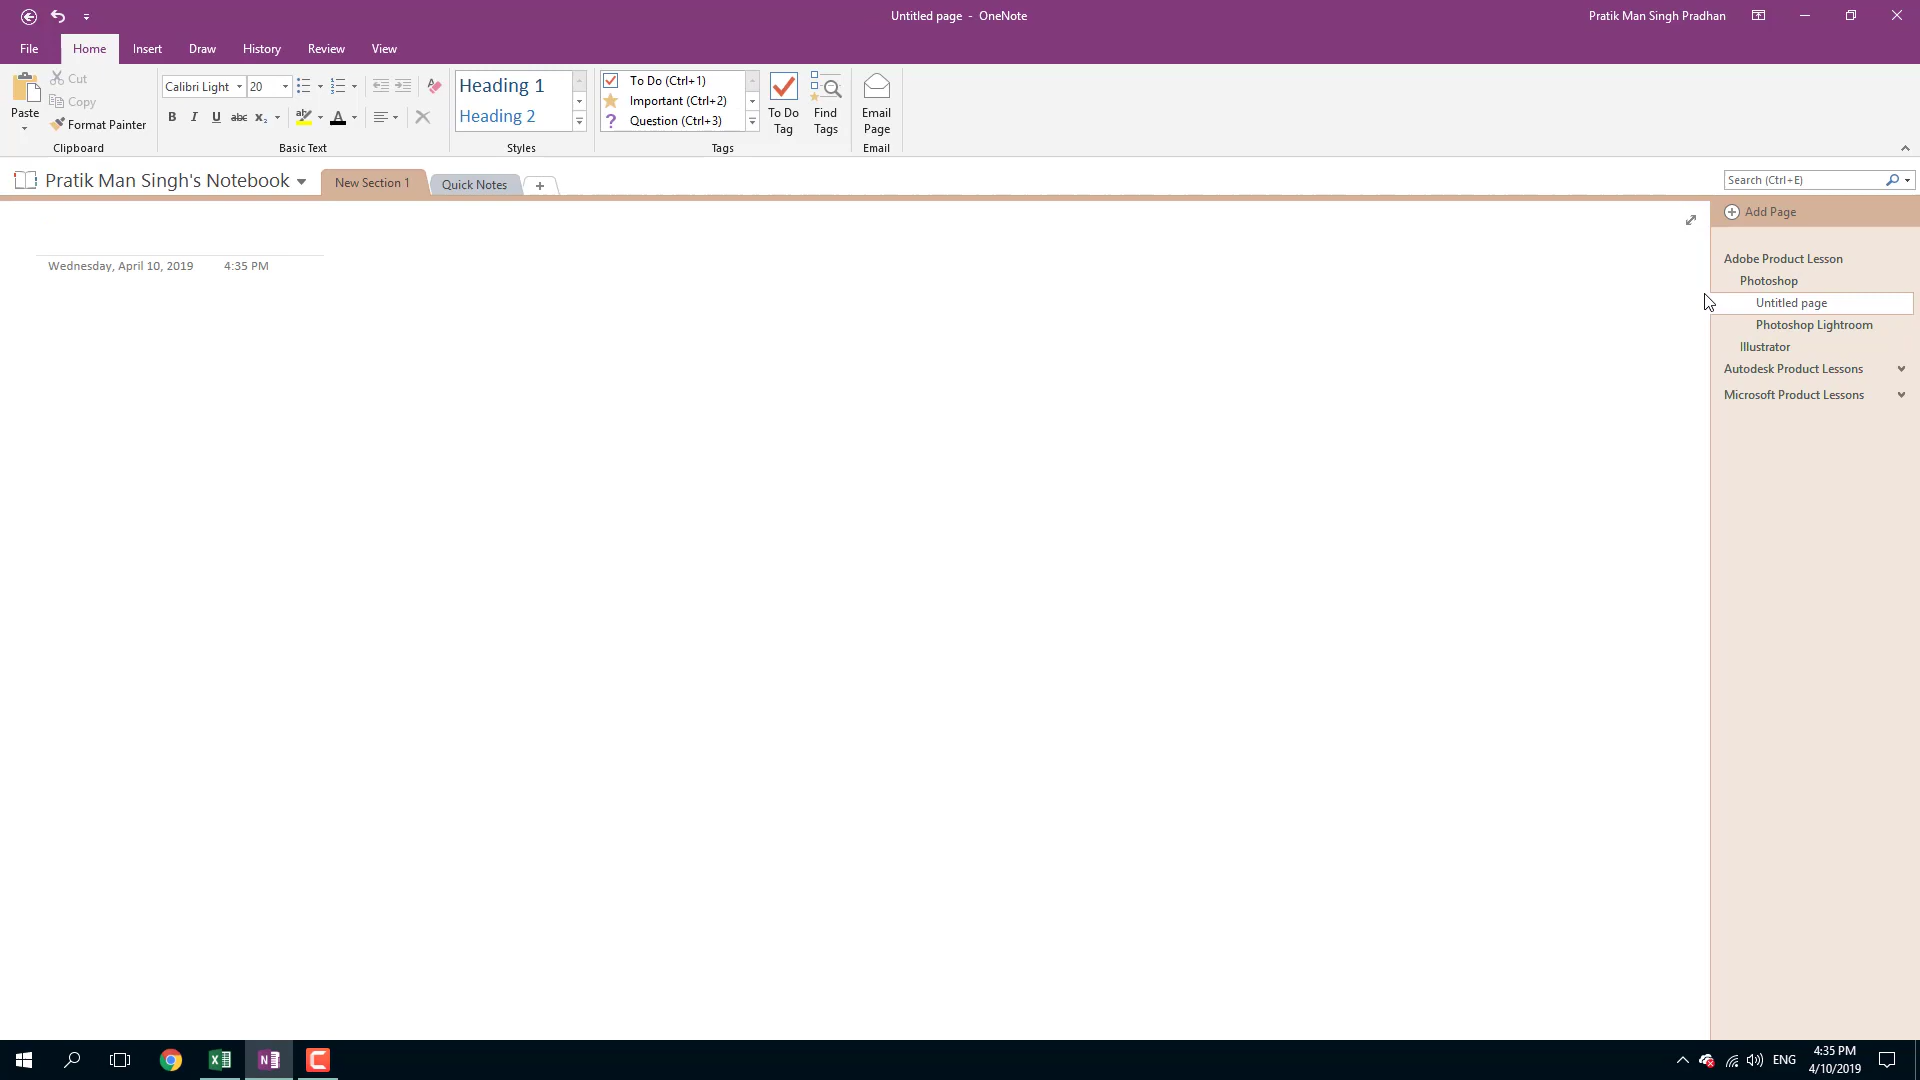 Untitled page - OneNote
Pratik Man Singh Pradhan
File Home Insert Draw History Review View
Paste
Cut
Copy
Format Painter
Clipboard
Calibri Light 20
B I U abc x₂ ab A
Basic Text
Heading 1
Heading 2
Styles
To Do (Ctrl+1)
Important (Ctrl+2)
Question (Ctrl+3)
To Do
Tag
Find
Tags
Tags
Email
Page
Email
Pratik Man Singh's Notebook New Section 1 Quick Notes
Search (Ctrl+E)
Wednesday, April 10, 2019 4:35 PM
Add Page
Adobe Product Lesson
Photoshop
Untitled page
Photoshop Lightroom
Illustrator
Autodesk Product Lessons
Microsoft Product Lessons
ENG
4:35 PM
4/10/2019